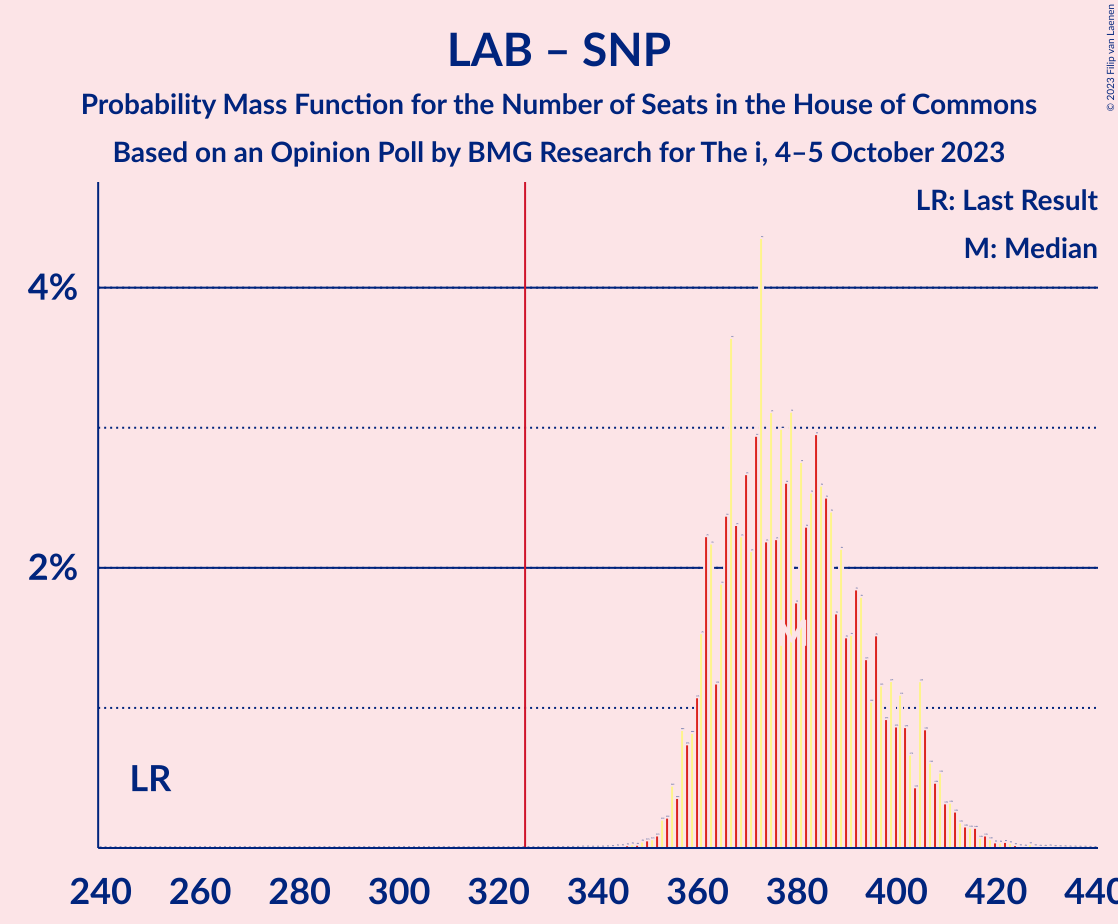 LAB – SNP
Probability Mass Function for the Number of Seats in the House of Commons
Based on an Opinion Poll by BMG Research for The i, 4–5 October 2023
© 2023 Filip van Laenen
LR: Last Result
M: Median
4%
2%
LR
M
240 260 280 300 320 340 360 380 400 420 440